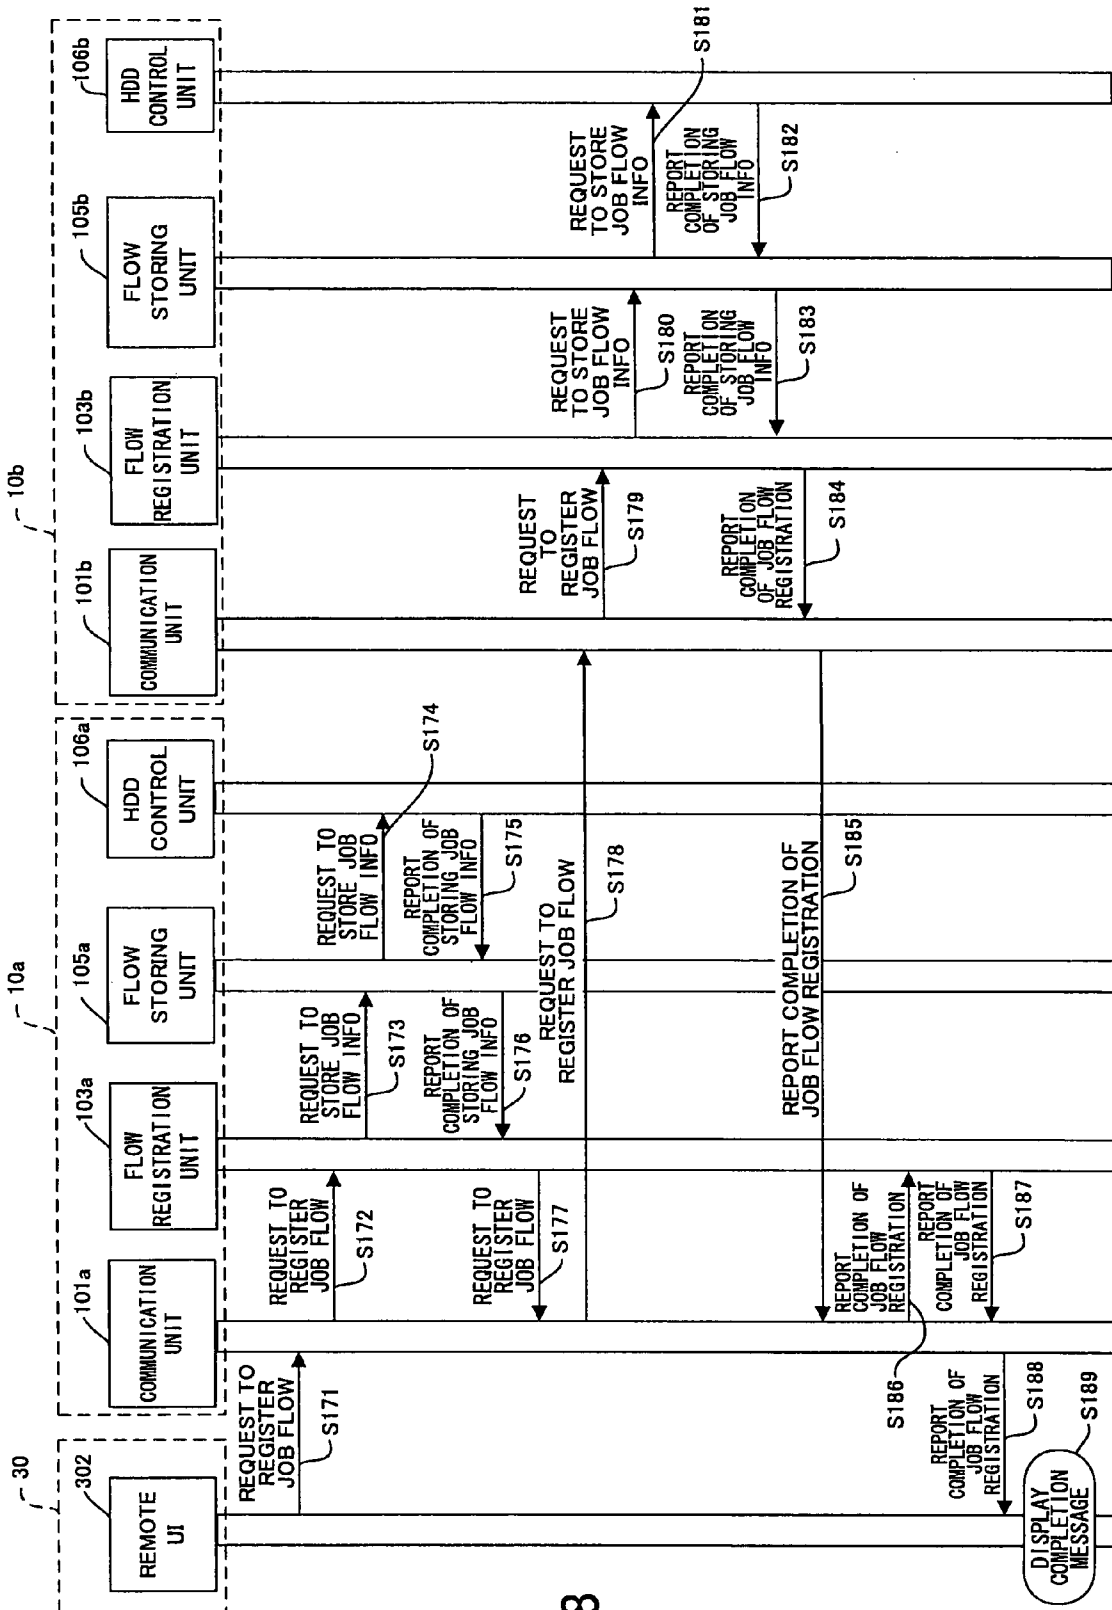 30
10a
10b
302
101a
103a
105a
106a
101b
103b
105b
106b
REMOTE
UI
COMMUNICATION
UNIT
FLOW
REGISTRATION
UNIT
FLOW
STORING
UNIT
HDD
CONTROL
UNIT
COMMUNICATION
UNIT
FLOW
REGISTRATION
UNIT
FLOW
STORING
UNIT
HDD
CONTROL
UNIT
REQUEST TO
REGISTER
JOB FLOW
S171
REQUEST TO
REGISTER
JOB FLOW
S172
REQUEST TO
STORE JOB
FLOW INFO
S173
REQUEST TO
STORE JOB
FLOW INFO
S174
REPORT
COMPLETION OF
STORING JOB
FLOW INFO
S175
REPORT
COMPLETION OF
STORING JOB
FLOW INFO
S176
REQUEST TO
REGISTER
JOB FLOW
S177
REQUEST TO
REGISTER JOB FLOW
S178
REQUEST
TO
REGISTER
JOB FLOW
S179
REQUEST
TO STORE
JOB FLOW
INFO
S180
REQUEST
TO STORE
JOB FLOW
INFO
S181
REPORT
COMPLETION
OF STORING
JOB FLOW
INFO
S182
REPORT
COMPLETION
OF STORING
JOB FLOW
INFO
S183
REPORT
COMPLETION
OF JOB FLOW
REGISTRATION
S184
REPORT COMPLETION OF
JOB FLOW REGISTRATION
S185
REPORT
COMPLETION OF
JOB FLOW
REGISTRATION
S186
REPORT
COMPLETION OF
JOB FLOW
REGISTRATION
S187
REPORT
COMPLETION OF
JOB FLOW
REGISTRATION
S188
DISPLAY
COMPLETION
MESSAGE
S189
8